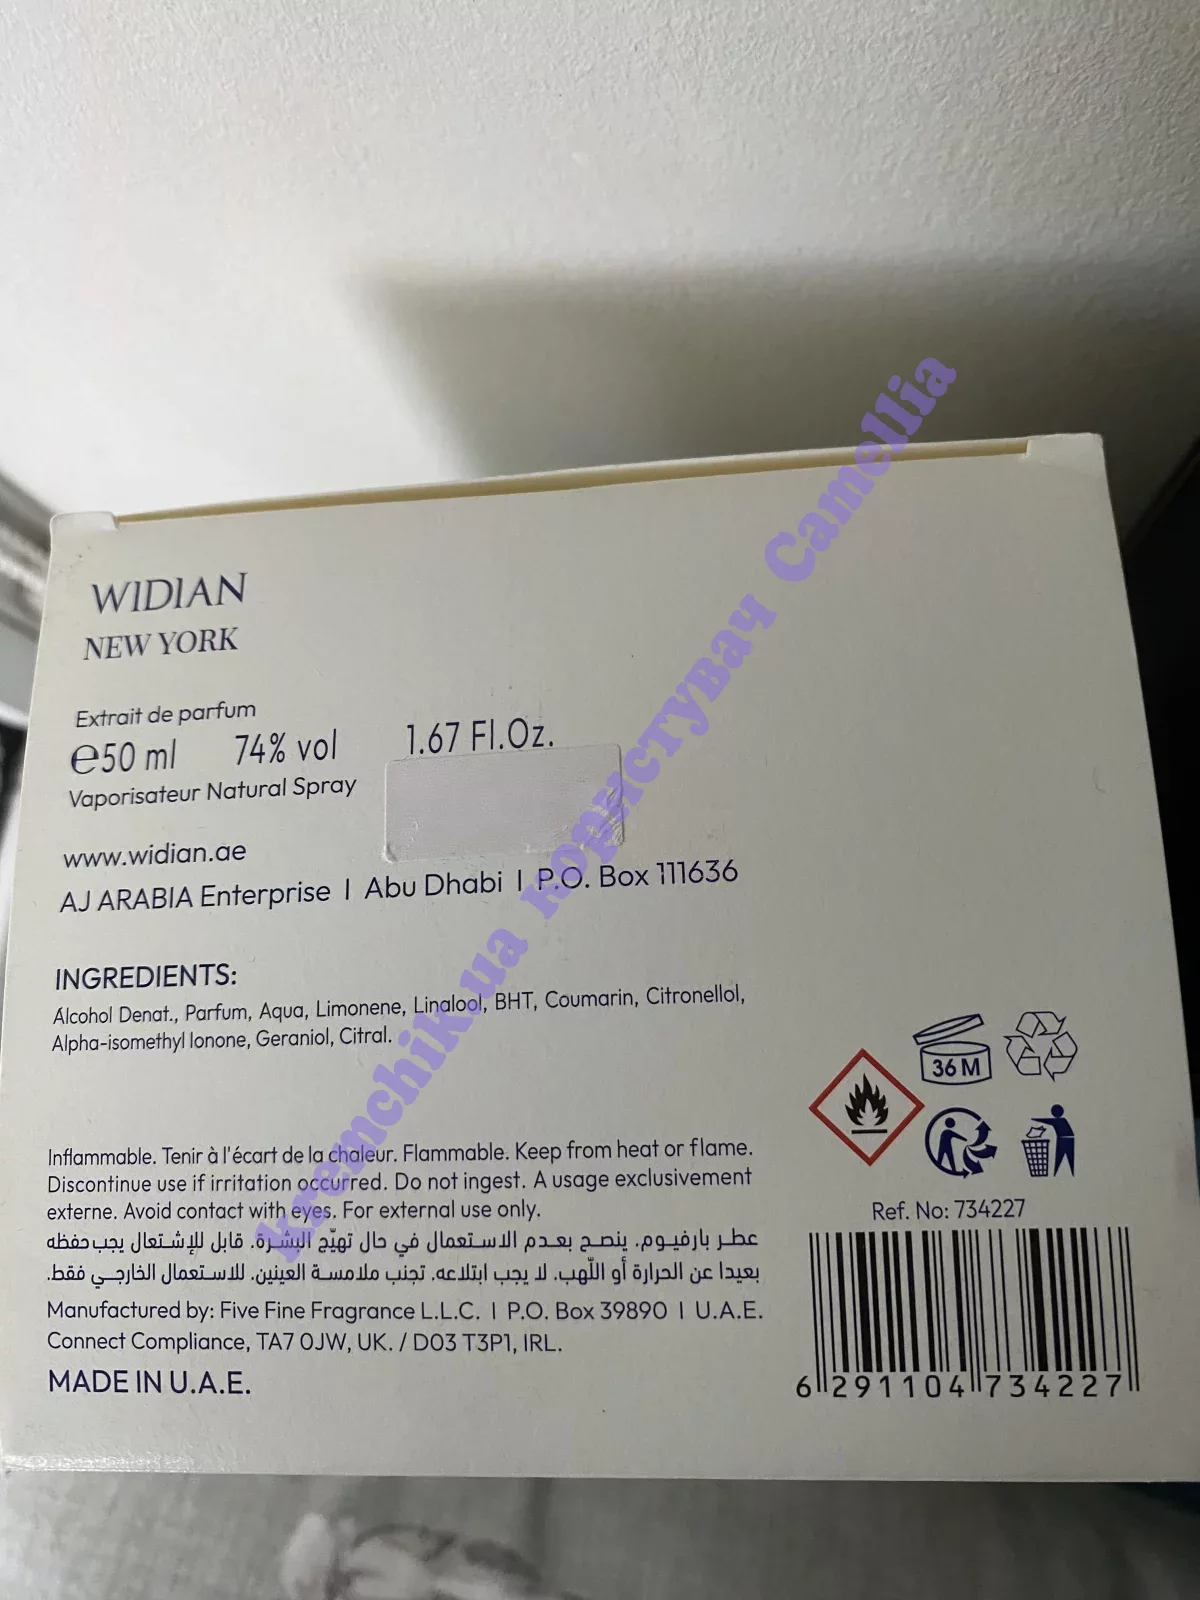 WIDIAN
NEW YORK
Extrait de parfum
℮50 ml 74% vol 1.67 Fl.Oz.
Vaporisateur Natural Spray
www.widian.ae
AJ ARABIA Enterprise | Abu Dhabi | P.O. Box 111636
INGREDIENTS:
Alcohol Denat., Parfum, Aqua, Limonene, Linalool, BHT, Coumarin, Citronellol,
Alpha-isomethyl Ionone, Geraniol, Citral.
36 M
Inflammable. Tenir à l'écart de la chaleur. Flammable. Keep from heat or flame.
Discontinue use if irritation occurred. Do not ingest. A usage exclusivement
externe. Avoid contact with eyes. For external use only.
عطر بارفيوم. ينصح بعدم الاستعمال في حال تهيّج البشرة. قابل للإشتعال يجب حفظه
بعيدا عن الحرارة أو اللّهب. لا يجب ابتلاعه. تجنب ملامسة العينين. للاستعمال الخارجي فقط.
Manufactured by: Five Fine Fragrance L.L.C. | P.O. Box 39890 | U.A.E.
Connect Compliance, TA7 0JW, UK. / D03 T3P1, IRL.
MADE IN U.A.E.
Ref. No: 734227
6 291104 734227
kremchik.ua користувач Camellia